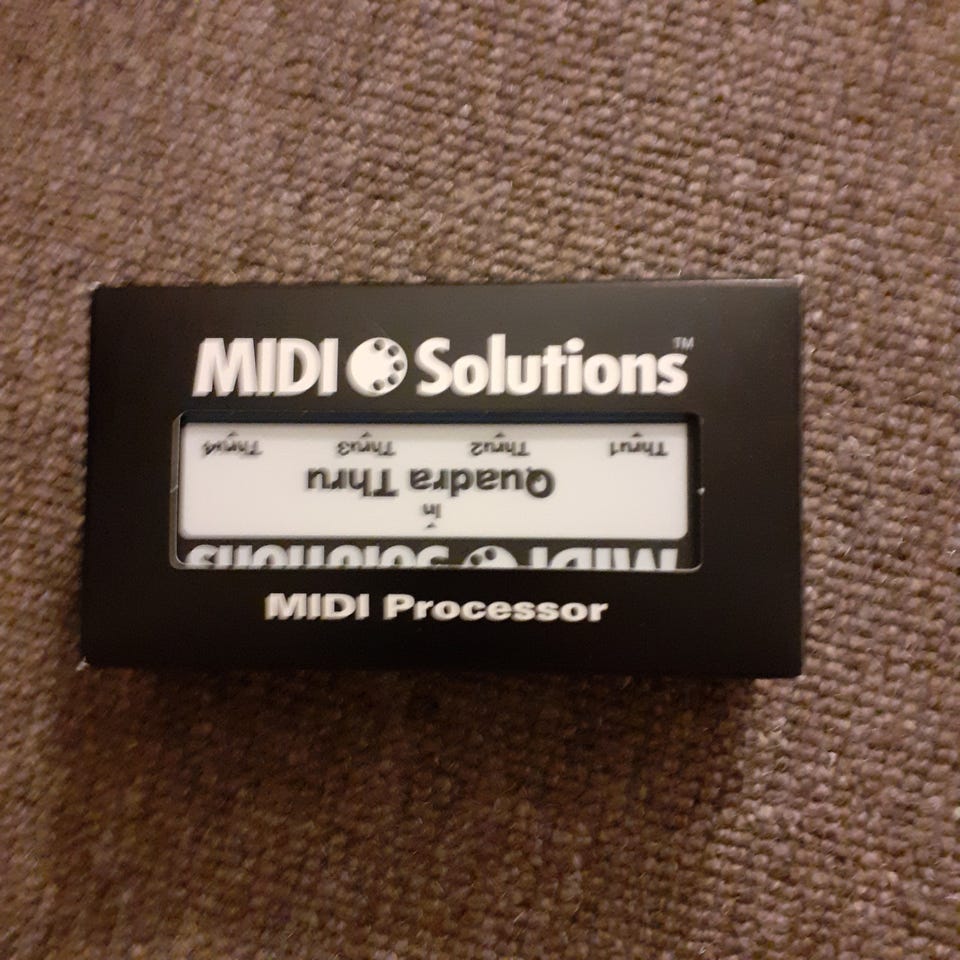 MIDI Solutions™
Thru1 Thru2 Thru3 Thru4
Quadra Thru
In
MIDI Solutions
MIDI Processor